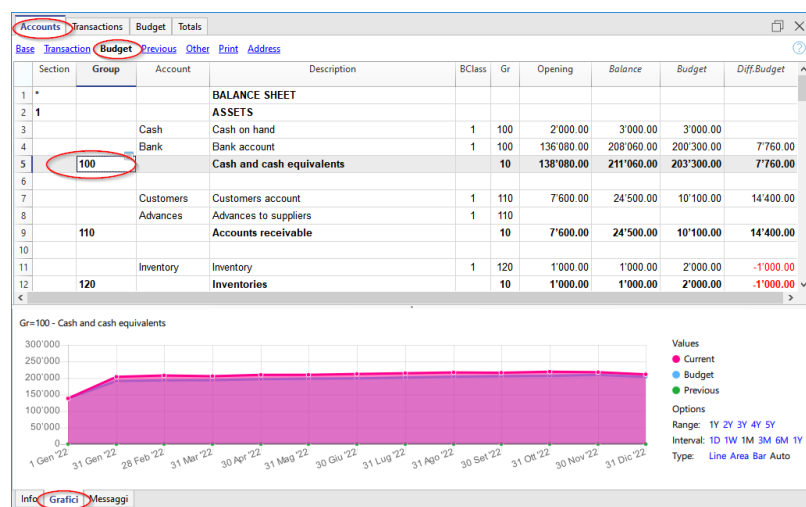 Accounts Transactions Budget Totals
Base Transaction Budget Previous Other Print Address
Section Group Account Description BClass Gr Opening Balance Budget Diff.Budget
1 * BALANCE SHEET
2 1 ASSETS
3 Cash Cash on hand 1 100 2'000.00 3'000.00 3'000.00
4 Bank Bank account 1 100 136'080.00 208'060.00 200'300.00 7'760.00
5 100 Cash and cash equivalents 10 138'080.00 211'060.00 203'300.00 7'760.00
6
7 Customers Customers account 1 110 7'600.00 24'500.00 10'100.00 14'400.00
8 Advances Advances to suppliers 1 110
9 110 Accounts receivable 10 7'600.00 24'500.00 10'100.00 14'400.00
10
11 Inventory Inventory 1 120 1'000.00 1'000.00 2'000.00 -1'000.00
12 120 Inventories 10 1'000.00 1'000.00 2'000.00 -1'000.00
Gr=100 - Cash and cash equivalents
300'000
250'000
200'000
150'000
100'000
50'000
0
1 Gen '22 31 Gen '22 28 Feb '22 31 Mar '22 30 Apr '22 31 Mag '22 30 Giu '22 31 Lug '22 31 Ago '22 30 Set '22 31 Ott '22 30 Nov '22 31 Dic '22
Values
Current
Budget
Previous
Options
Range: 1Y 2Y 3Y 4Y 5Y
Interval: 1D 1W 1M 3M 6M 1Y
Type: Line Area Bar Auto
Info Grafici Messaggi